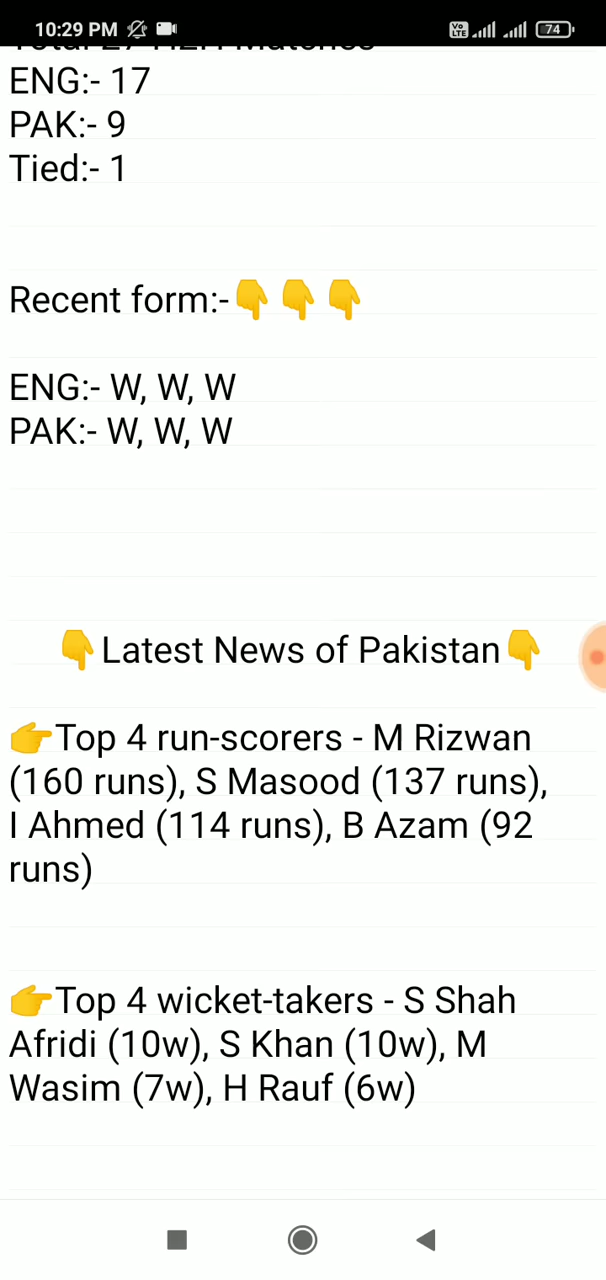 10:29 PM
Vo LTE
74
ENG:- 17
PAK:- 9
Tied:- 1
Recent form:-👇👇👇
ENG:- W, W, W
PAK:- W, W, W
👇Latest News of Pakistan👇
👉Top 4 run-scorers - M Rizwan
(160 runs), S Masood (137 runs),
I Ahmed (114 runs), B Azam (92
runs)
👉Top 4 wicket-takers - S Shah
Afridi (10w), S Khan (10w), M
Wasim (7w), H Rauf (6w)